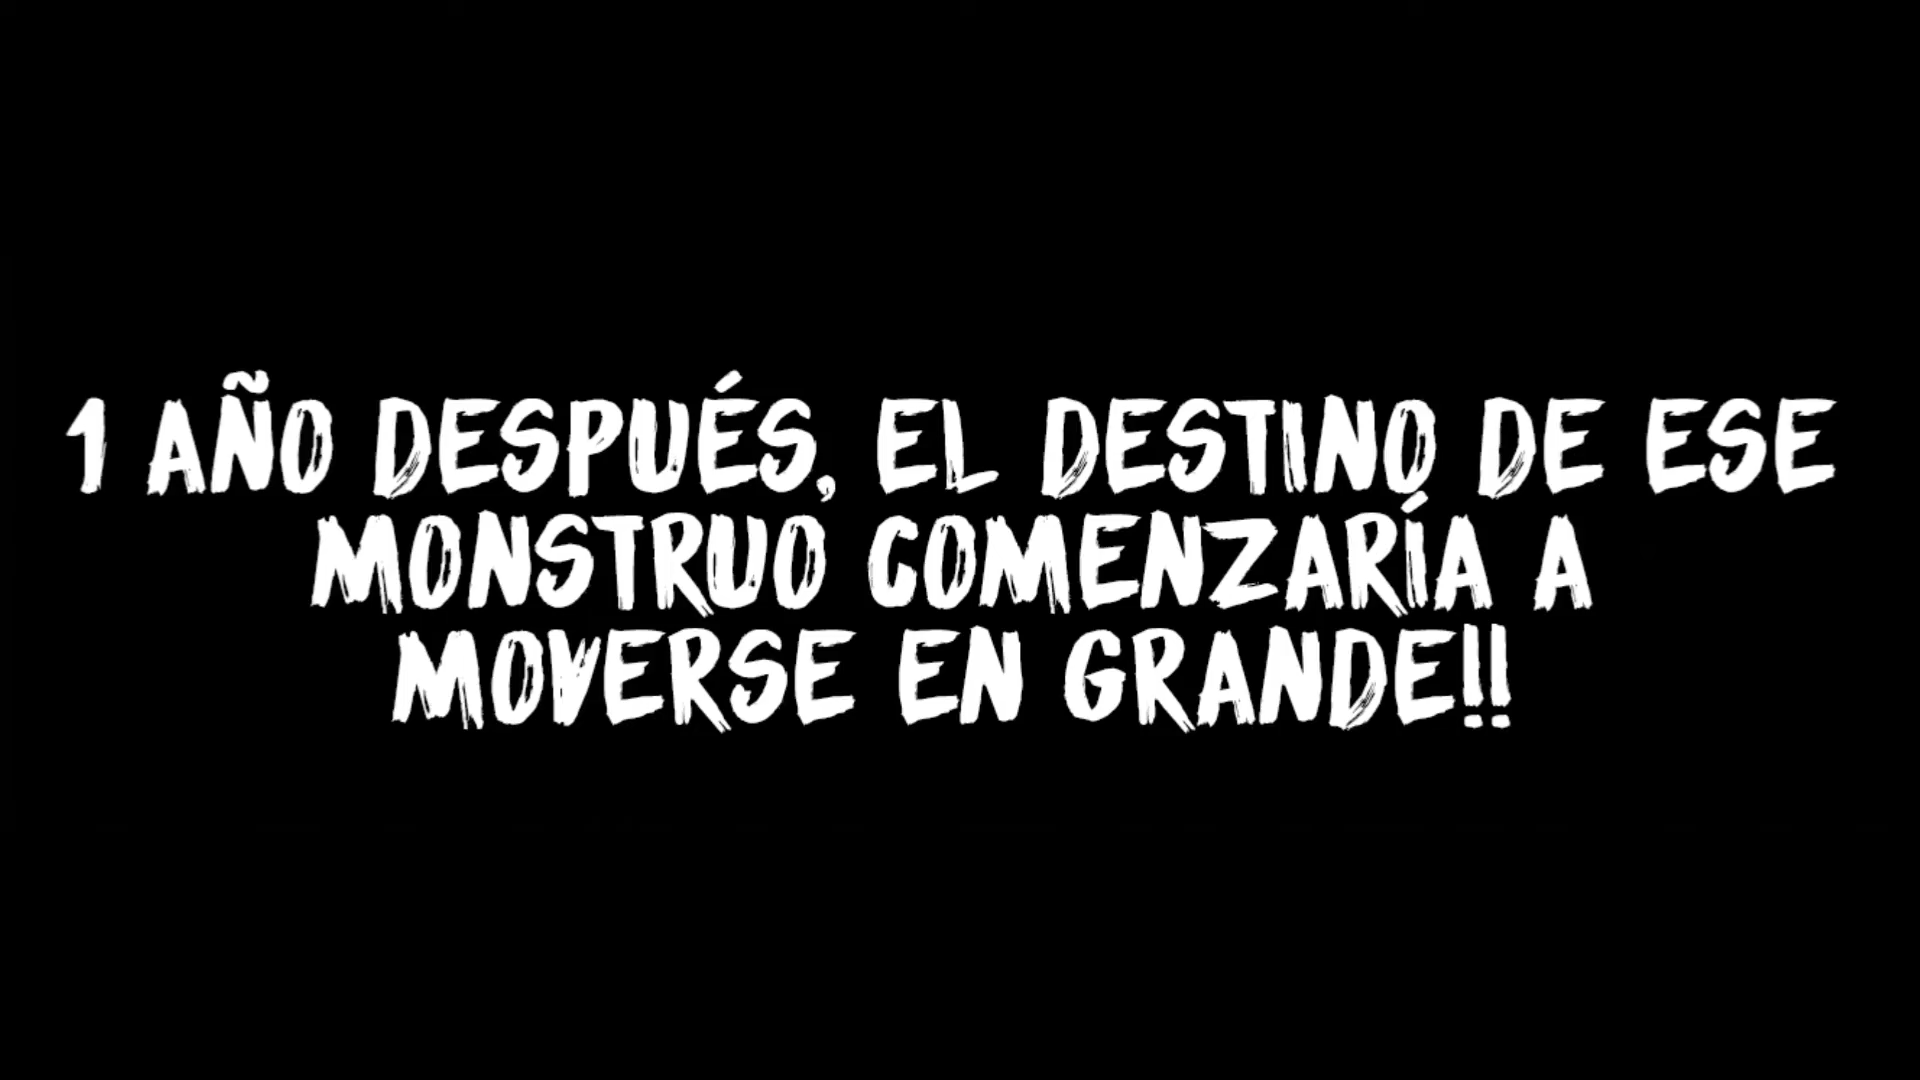 1 AÑO DESPUÉS, EL DESTINO DE ESE
MONSTRUO COMENZARÍA A
MOVERSE EN GRANDE!!